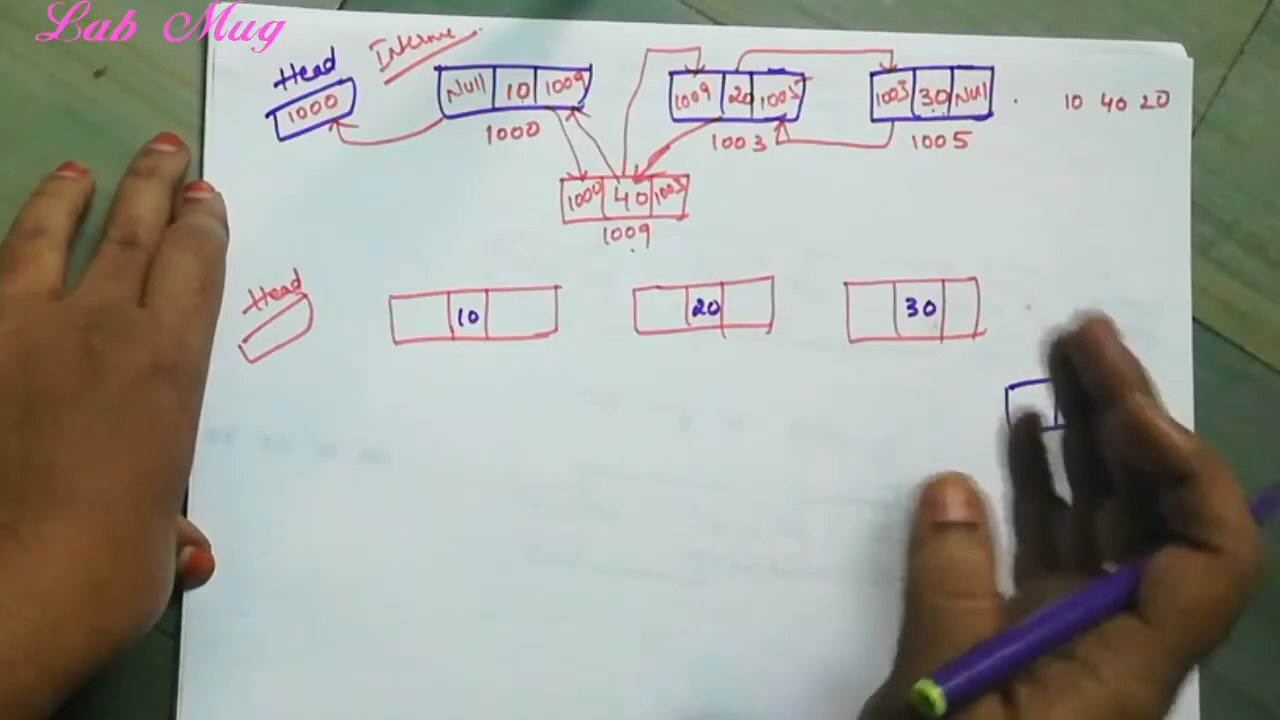 Lab Mug
Head
1000
Null 10 1009
1000
1009 20 1005
1003
1003 30 Null
1005
10 40 20
1000 40 1003
1009
Head
10
20
30